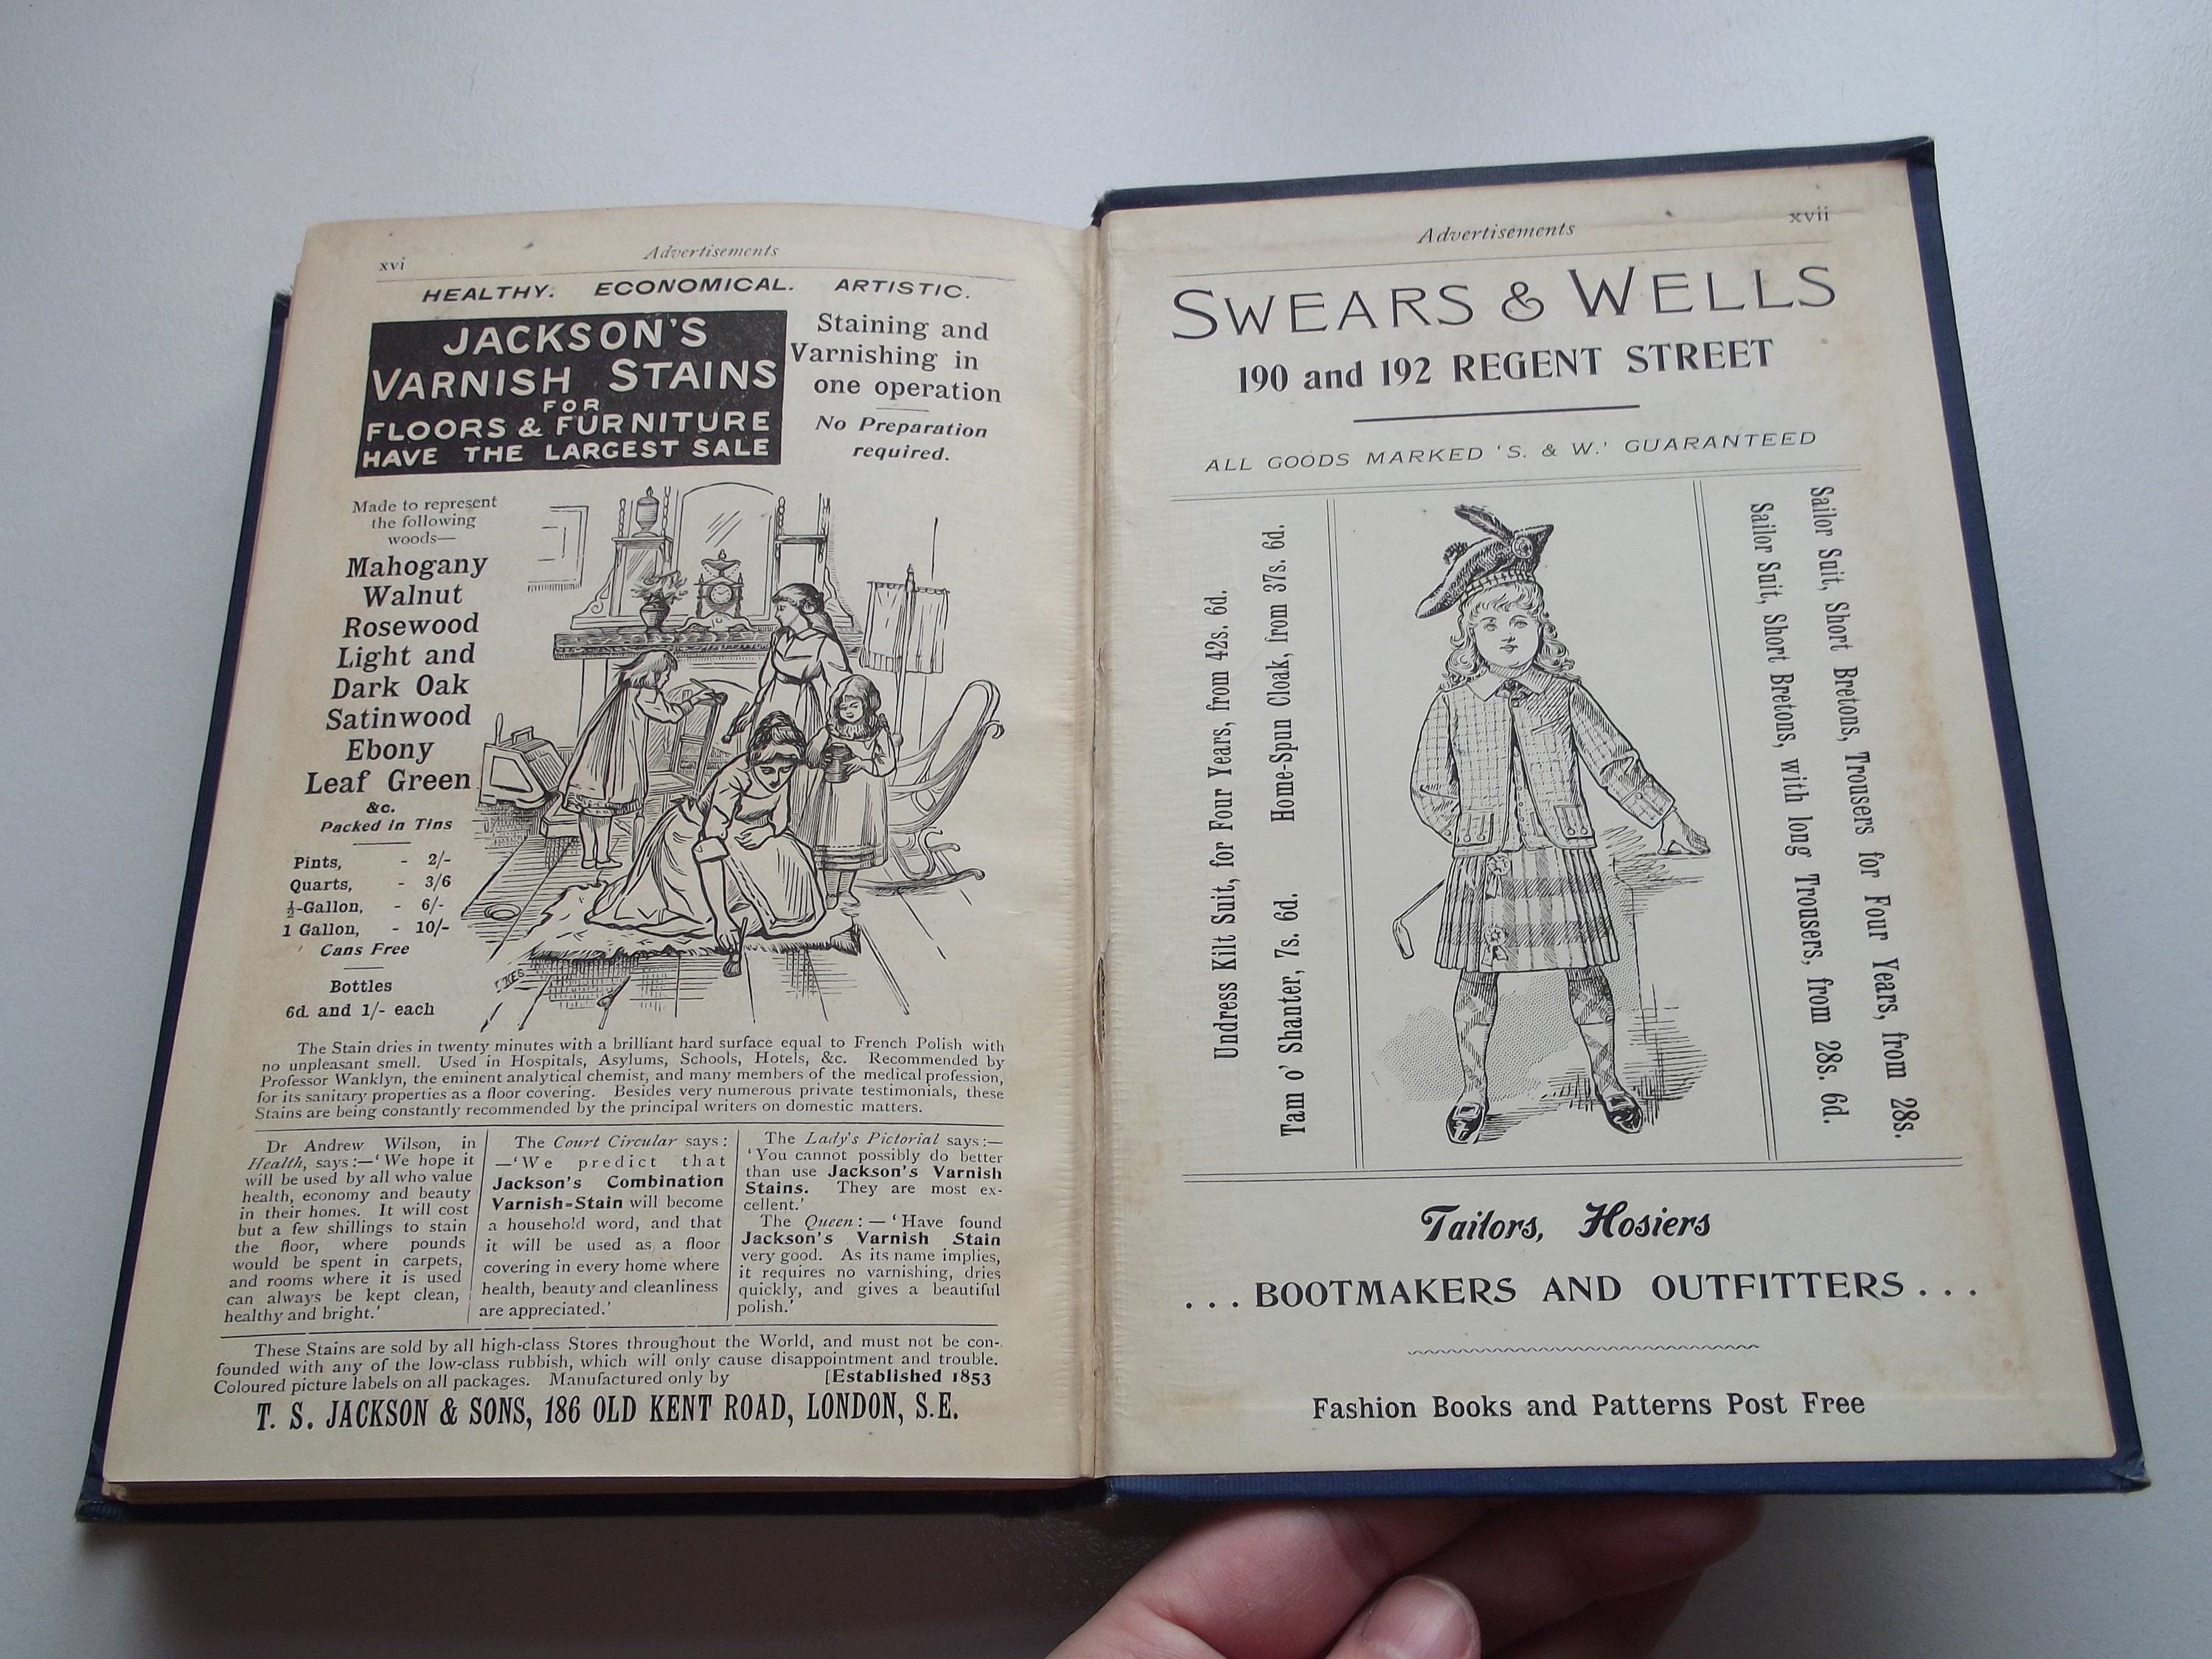 xvi
Advertisements
HEALTHY. ECONOMICAL. ARTISTIC.
JACKSON'S
VARNISH STAINS
FOR
FLOORS & FURNITURE
HAVE THE LARGEST SALE
Staining and
Varnishing in
one operation
No Preparation
required.
Made to represent
the following
woods—
Mahogany
Walnut
Rosewood
Light and
Dark Oak
Satinwood
Ebony
Leaf Green
&c.
Packed in Tins
Pints, - 2/-
Quarts, - 3/6
½-Gallon, - 6/-
1 Gallon, - 10/-
Cans Free
Bottles
6d. and 1/- each
The Stain dries in twenty minutes with a brilliant hard surface equal to French Polish with
no unpleasant smell. Used in Hospitals, Asylums, Schools, Hotels, &c. Recommended by
Professor Wanklyn, the eminent analytical chemist, and many members of the medical profession,
for its sanitary properties as a floor covering. Besides very numerous private testimonials, these
Stains are being constantly recommended by the principal writers on domestic matters.
Dr Andrew Wilson, in
Health, says:—'We hope it
will be used by all who value
health, economy and beauty
in their homes. It will cost
but a few shillings to stain
the floor, where pounds
would be spent in carpets,
and rooms where it is used
can always be kept clean,
healthy and bright.'
The Court Circular says:
—'We predict that
Jackson's Combination
Varnish-Stain will become
a household word, and that
it will be used as a floor
covering in every home where
health, beauty and cleanliness
are appreciated.'
The Lady's Pictorial says:—
'You cannot possibly do better
than use Jackson's Varnish
Stains. They are most ex-
cellent.'
The Queen:—'Have found
Jackson's Varnish Stain
very good. As its name implies,
it requires no varnishing, dries
quickly, and gives a beautiful
polish.'
These Stains are sold by all high-class Stores throughout the World, and must not be con-
founded with any of the low-class rubbish, which will only cause disappointment and trouble.
Coloured picture labels on all packages. Manufactured only by [Established 1853
T. S. JACKSON & SONS, 186 OLD KENT ROAD, LONDON, S.E.
Advertisements
xvii
SWEARS & WELLS
190 and 192 REGENT STREET
ALL GOODS MARKED 'S. & W.' GUARANTEED
Undress Kilt Suit, for Four Years, from 42s. 6d.
Tam o' Shanter, 7s. 6d. Home-Spun Cloak, from 37s. 6d.
Sailor Suit, Short Bretons, Trousers for Four Years, from 28s.
Sailor Suit, Short Bretons, with long Trousers, from 28s. 6d.
Tailors, Hosiers
. . . BOOTMAKERS AND OUTFITTERS . . .
Fashion Books and Patterns Post Free